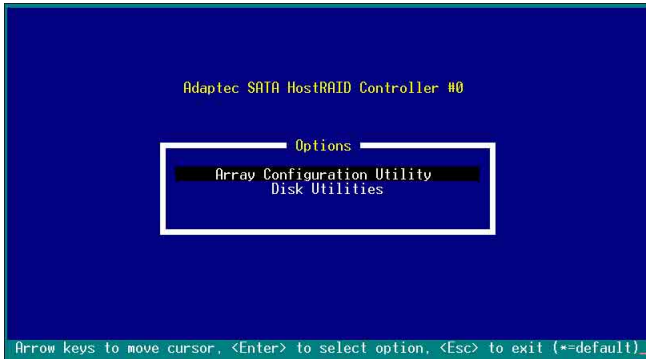 Adaptec SATA HostRAID Controller #0
Options
Array Configuration Utility
Disk Utilities
Arrow keys to move cursor, <Enter> to select option, <Esc> to exit (*=default)_